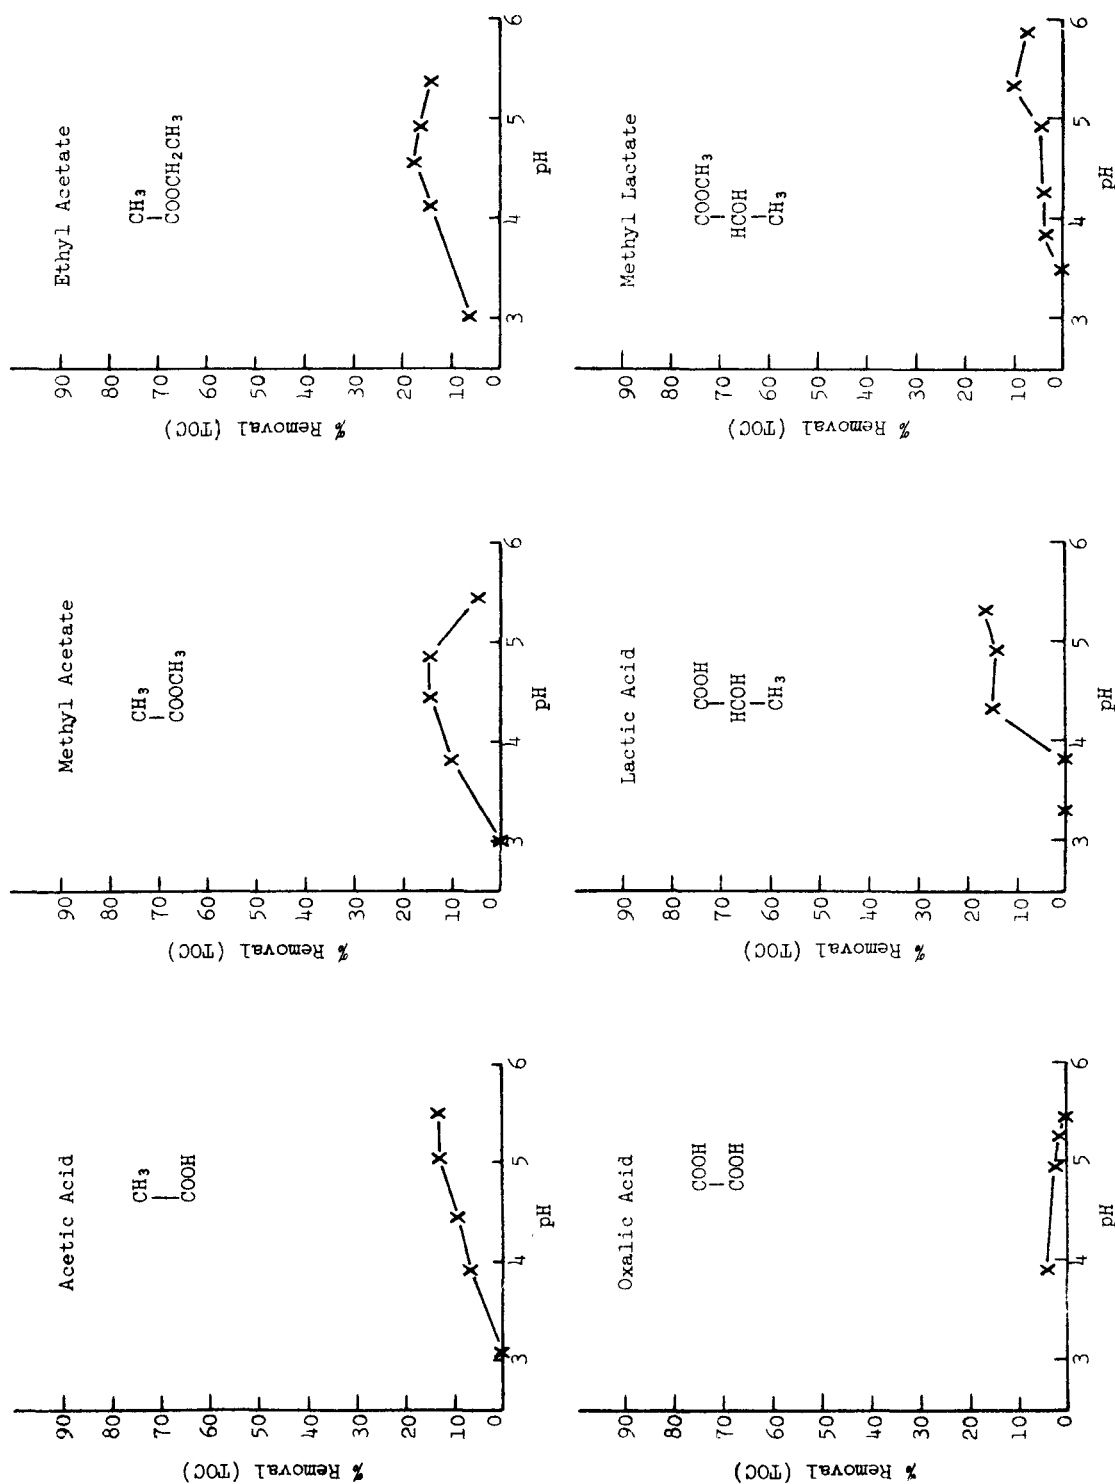 Acetic Acid
CH3
COOH
% Removal (TOC)
90
80
70
60
50
40
30
20
10
0
3
4
5
6
pH
Methyl Acetate
CH3
COOCH3
% Removal (TOC)
90
80
70
60
50
40
30
20
10
0
3
4
5
6
pH
Ethyl Acetate
CH3
COOCH2CH3
% Removal (TOC)
90
80
70
60
50
40
30
20
10
0
3
4
5
6
pH
Oxalic Acid
COOH
COOH
% Removal (TOC)
90
80
70
60
50
40
30
20
10
0
3
4
5
6
pH
Lactic Acid
COOH
HCOH
CH3
% Removal (TOC)
90
80
70
60
50
40
30
20
10
0
3
4
5
6
pH
Methyl Lactate
COOCH3
HCOH
CH3
% Removal (TOC)
90
80
70
60
50
40
30
20
10
0
3
4
5
6
pH